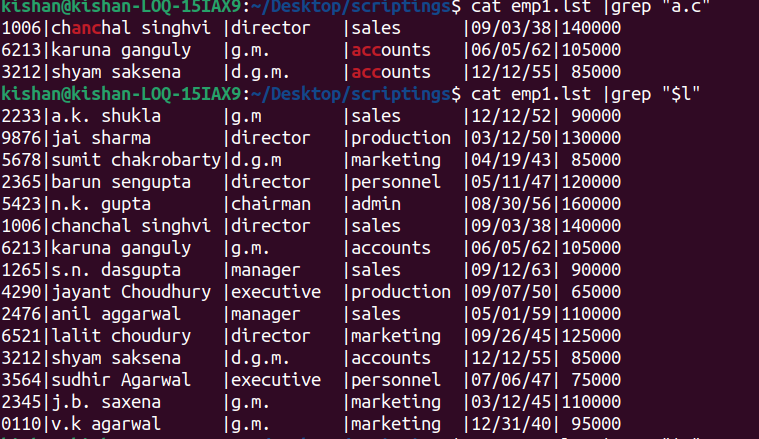 kishan@kishan-LOQ-15IAX9:~/Desktop/scriptings$ cat emp1.lst |grep "a.c"
1006|chanchal singhvi |director  |sales     |09/03/38|140000
6213|karuna ganguly   |g.m.      |accounts  |06/05/62|105000
3212|shyam saksena    |d.g.m.    |accounts  |12/12/55| 85000
kishan@kishan-LOQ-15IAX9:~/Desktop/scriptings$ cat emp1.lst |grep "$l"
2233|a.k. shukla      |g.m       |sales     |12/12/52| 90000
9876|jai sharma       |director  |production |03/12/50|130000
5678|sumit chakrobarty|d.g.m     |marketing  |04/19/43| 85000
2365|barun sengupta   |director  |personnel  |05/11/47|120000
5423|n.k. gupta       |chairman  |admin     |08/30/56|160000
1006|chanchal singhvi |director  |sales     |09/03/38|140000
6213|karuna ganguly   |g.m.      |accounts  |06/05/62|105000
1265|s.n. dasgupta    |manager   |sales     |09/12/63| 90000
4290|jayant Choudhury |executive |production |09/07/50| 65000
2476|anil aggarwal    |manager   |sales     |05/01/59|110000
6521|lalit choudury   |director  |marketing |09/26/45|125000
3212|shyam saksena    |d.g.m.    |accounts  |12/12/55| 85000
3564|sudhir Agarwal   |executive |personnel |07/06/47| 75000
2345|j.b. saxena      |g.m.      |marketing |03/12/45|110000
0110|v.k agarwal      |g.m.      |marketing |12/31/40| 95000